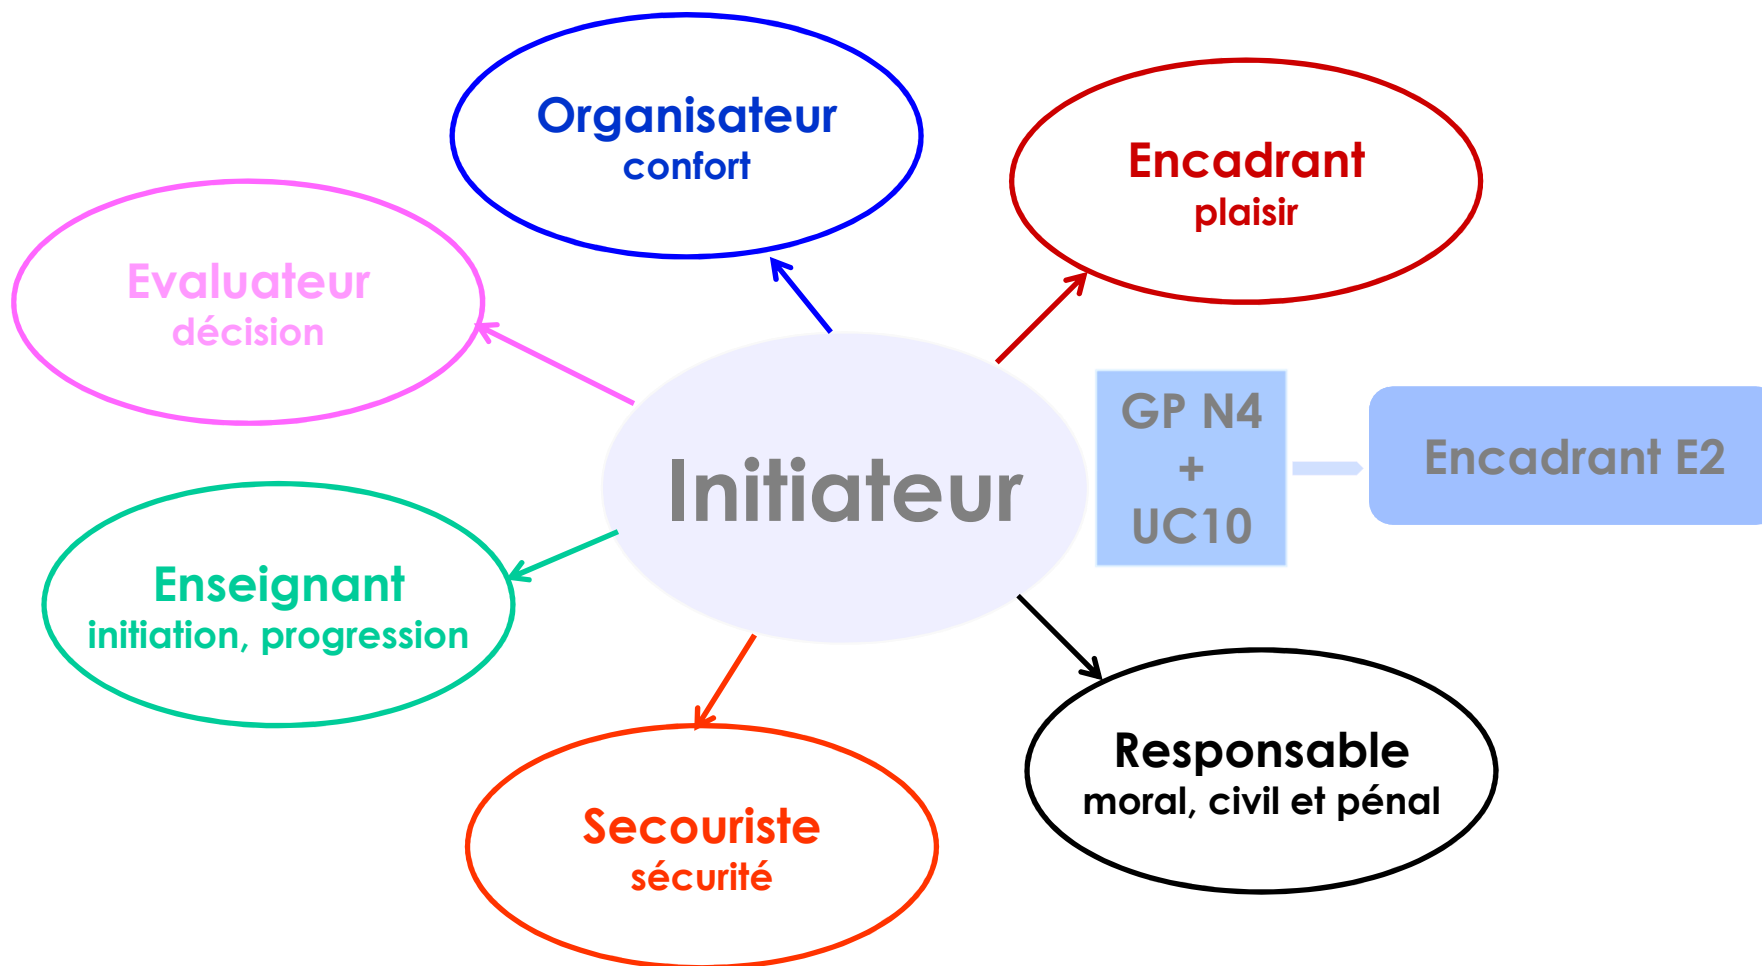 Organisateur
confort
Encadrant
plaisir
Evaluateur
décision
GP N4
+
UC10
Encadrant E2
Initiateur
Enseignant
initiation, progression
Responsable
moral, civil et pénal
Secouriste
sécurité